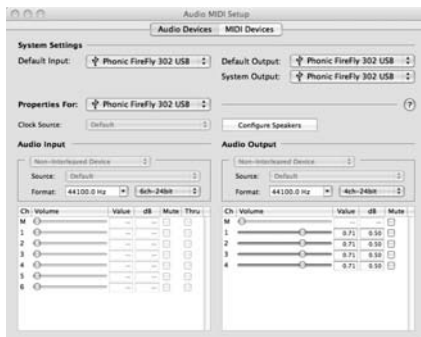 Audio MIDI Setup
Audio Devices MIDI Devices
System Settings
Default Input: Phonic FireFly 302 USB Default Output: Phonic FireFly 302 USB
System Output: Phonic FireFly 302 USB
Properties For: Phonic FireFly 302 USB ?
Clock Source: Default Configure Speakers
Audio Input Audio Output
Non-Interleaved Device Non-Interleaved Device
Source: Default Source: Default
Format: 44100.0 Hz 6ch-24bit Format: 44100.0 Hz 4ch-24bit
Ch Volume Value dB Mute Thru Ch Volume Value dB Mute
M -- -- M -- --
1 -- -- 1 0.71 0.50
2 -- -- 2 0.71 0.50
3 -- -- 3 0.71 0.50
4 -- -- 4 0.71 0.50
5 -- --
6 -- --